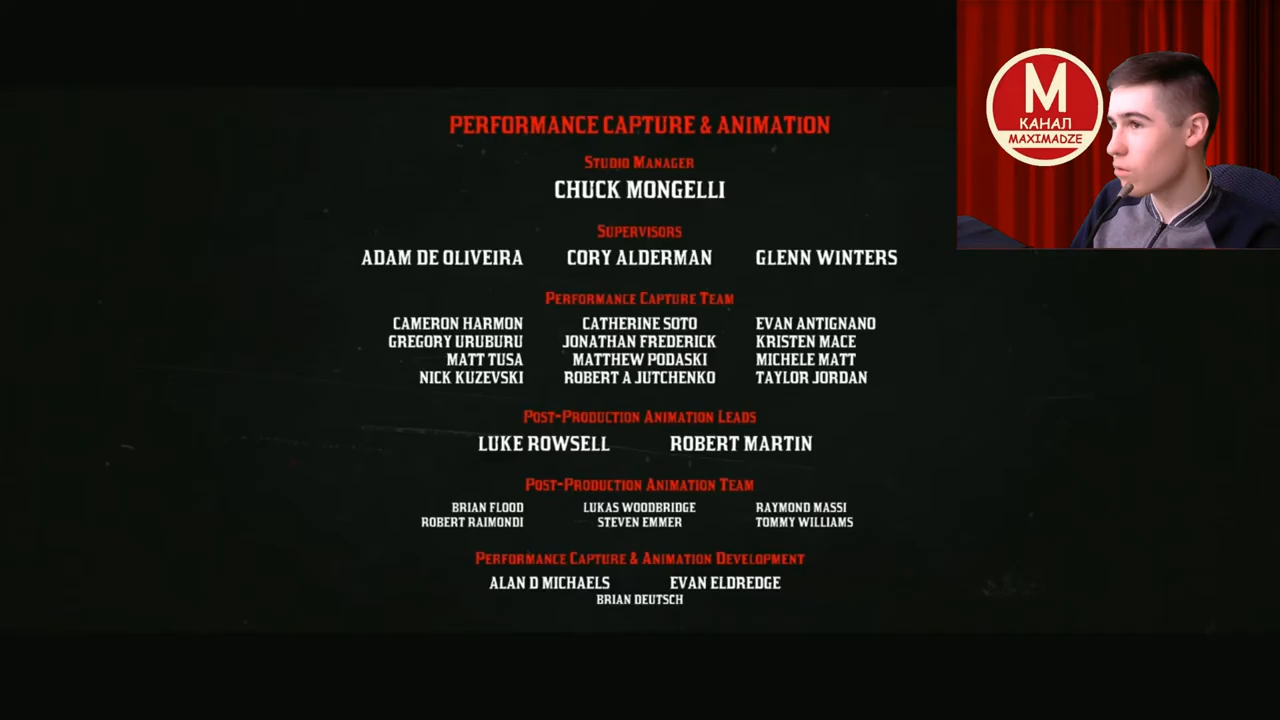 PERFORMANCE CAPTURE & ANIMATION
STUDIO MANAGER
CHUCK MONGELLI
SUPERVISORS
ADAM DE OLIVEIRA CORY ALDERMAN GLENN WINTERS
PERFORMANCE CAPTURE TEAM
CAMERON HARMON CATHERINE SOTO EVAN ANTIGNANO
GREGORY URUBURU JONATHAN FREDERICK KRISTEN MACE
MATT TUSA MATTHEW PODASKI MICHELE MATT
NICK KUZEVSKI ROBERT A JUTCHENKO TAYLOR JORDAN
POST-PRODUCTION ANIMATION LEADS
LUKE ROWSELL ROBERT MARTIN
POST-PRODUCTION ANIMATION TEAM
BRIAN FLOOD LUKAS WOODBRIDGE RAYMOND MASSI
ROBERT RAIMONDI STEVEN EMMER TOMMY WILLIAMS
PERFORMANCE CAPTURE & ANIMATION DEVELOPMENT
ALAN D MICHAELS EVAN ELDREDGE
BRIAN DEUTSCH
М
КАНАЛ
MAXIMADZE